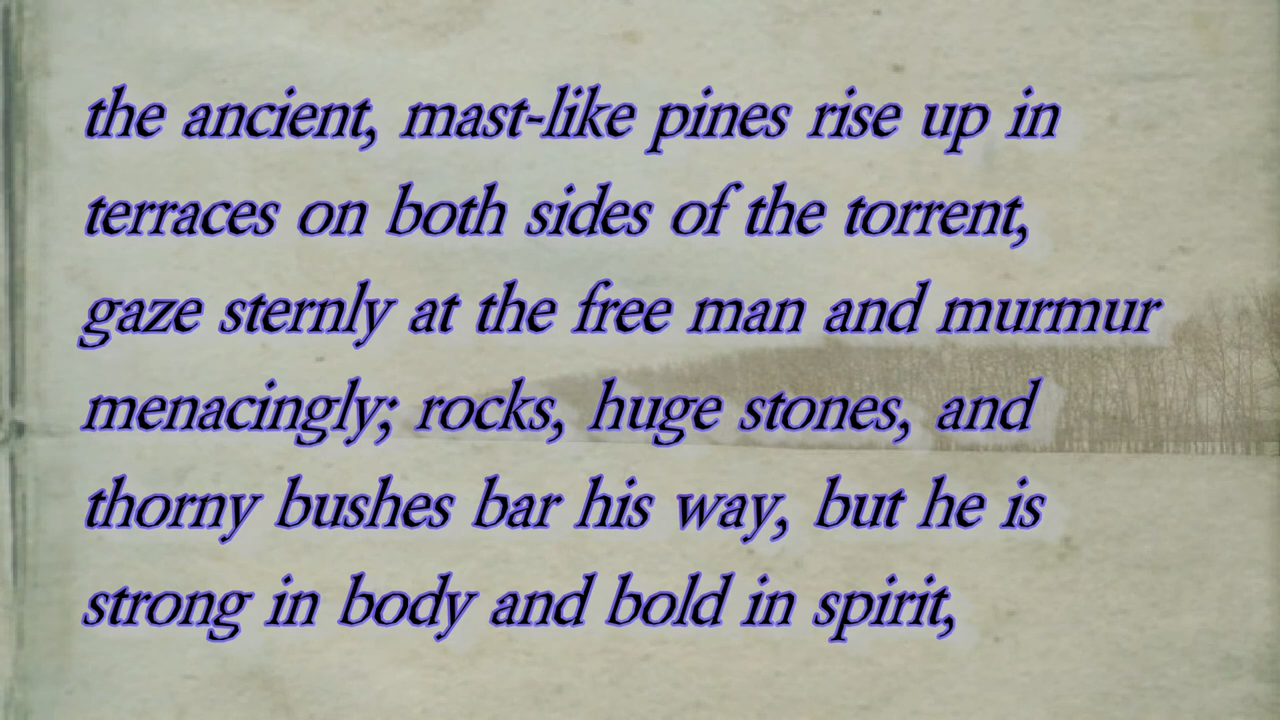 the ancient, mast-like pines rise up in
terraces on both sides of the torrent,
gaze sternly at the free man and murmur
menacingly; rocks, huge stones, and
thorny bushes bar his way, but he is
strong in body and bold in spirit,